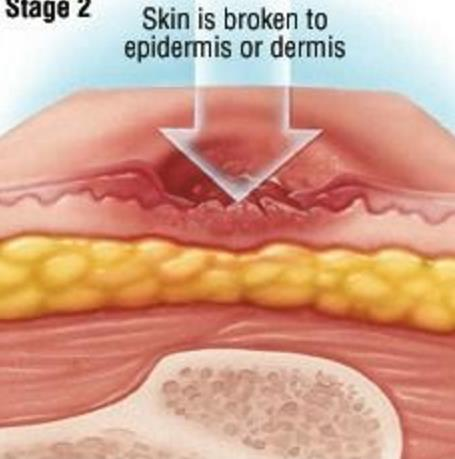 Stage 2
Skin is broken to
epidermis or dermis